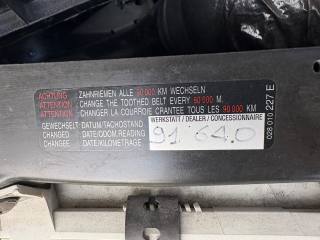 ACHTUNG : ZAHNRIEMEN ALLE 90 000 KM WECHSELN
ATTENTION : CHANGE THE TOOTHED BELT EVERY 60 000 M.
ATTENTION : CHANGER LA COURROIE CRANTEE TOUS LES 90 000 KM
GEWECHSELT : DATUM/TACHOSTAND
CHANGED : DATE/ODOM.READING
CHANGEE : DATE/KILOMETRAGE
WERKSTATT / DEALER / CONCESSIONNAIRE
91 640
028 010 227 E